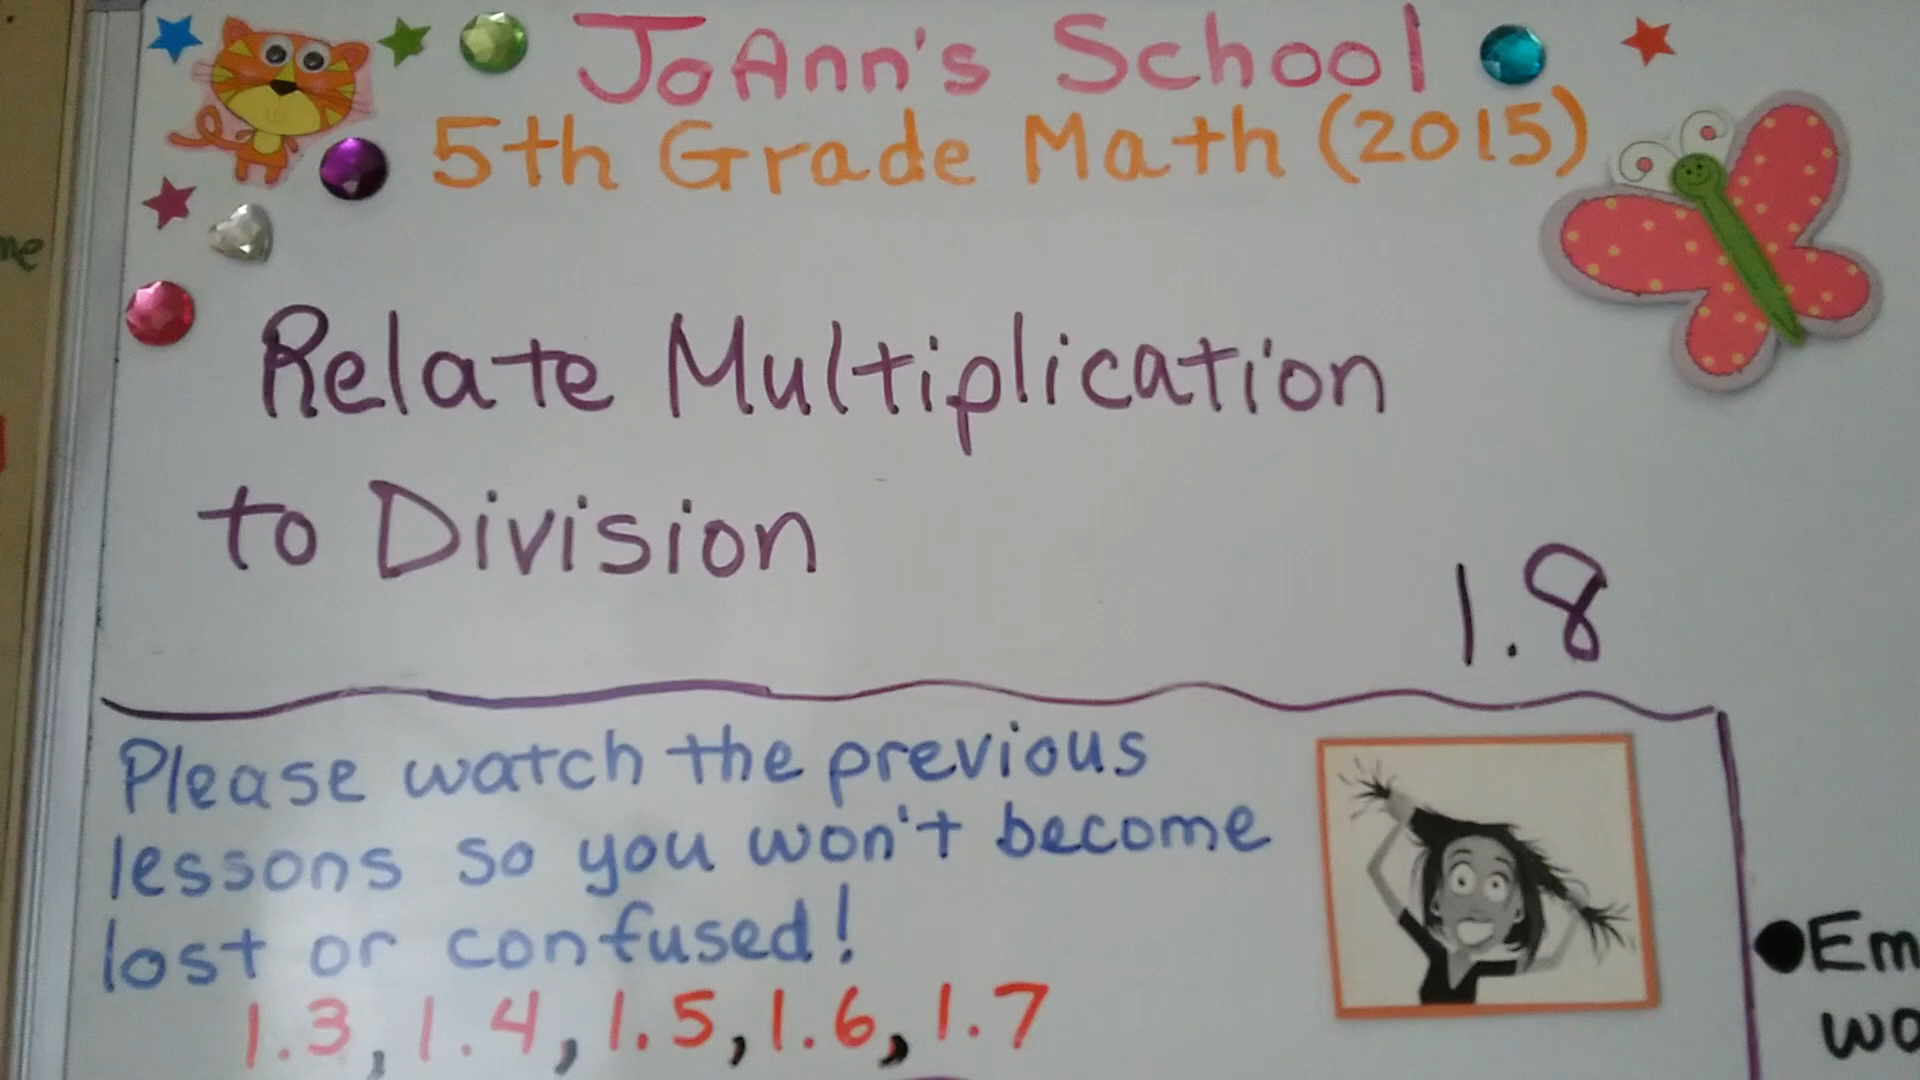 JoAnn's School
5th Grade Math (2015)
Relate Multiplication
to Division
1.8
Please watch the previous
lessons so you won't become
lost or confused!
1.3, 1.4, 1.5, 1.6, 1.7